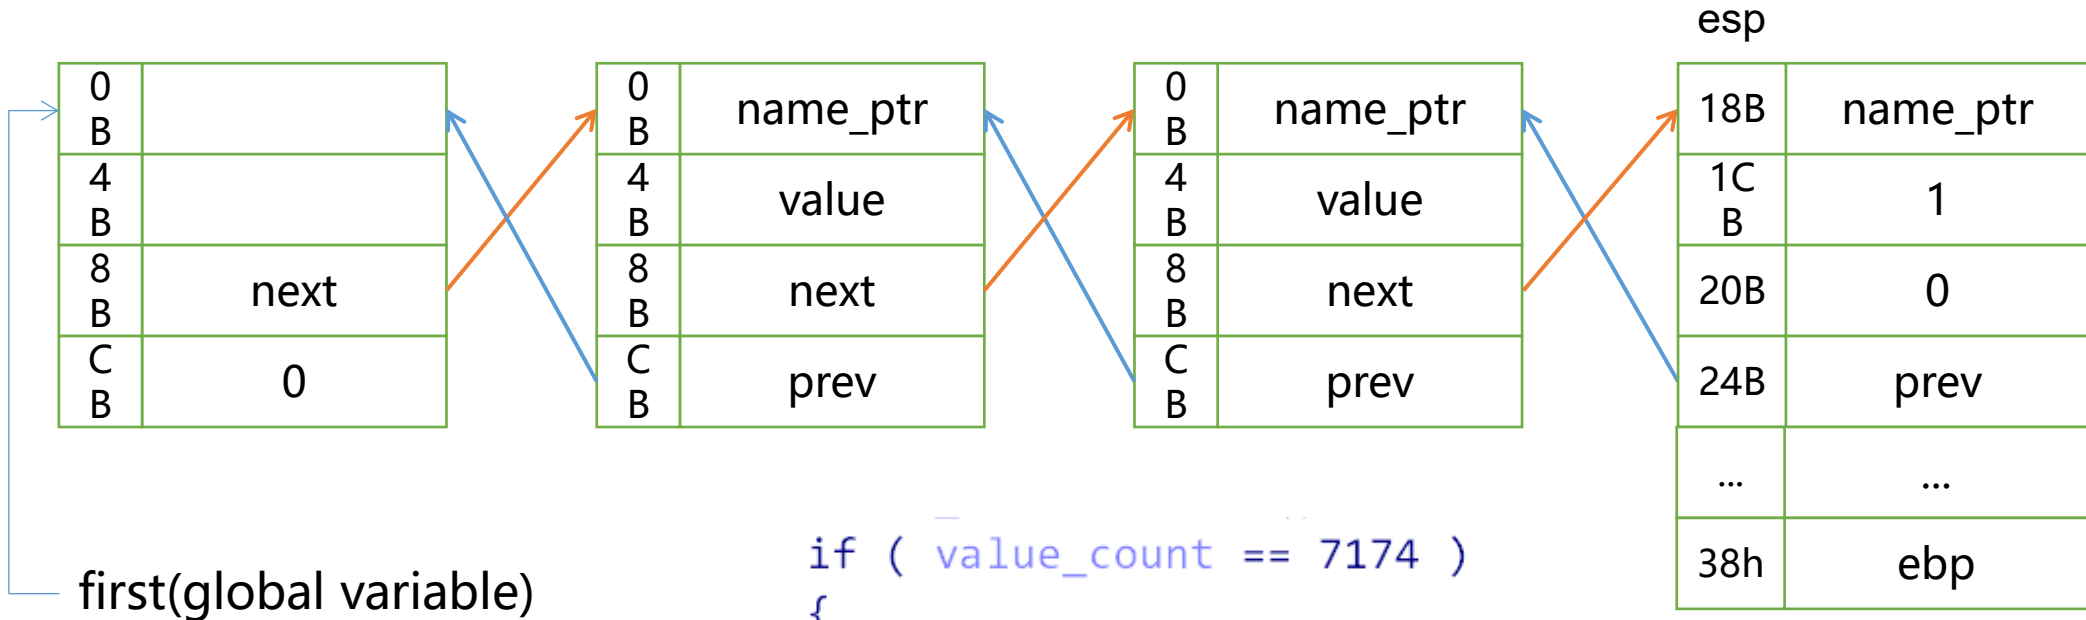 esp
0
B
4
B
8
B
next
C
B
0
0
B
name_ptr
4
B
value
8
B
next
C
B
prev
0
B
name_ptr
4
B
value
8
B
next
C
B
prev
18B
name_ptr
1C
B
1
20B
0
24B
prev
...
...
38h
ebp
first(global variable)
if ( value_count == 7174 )
{